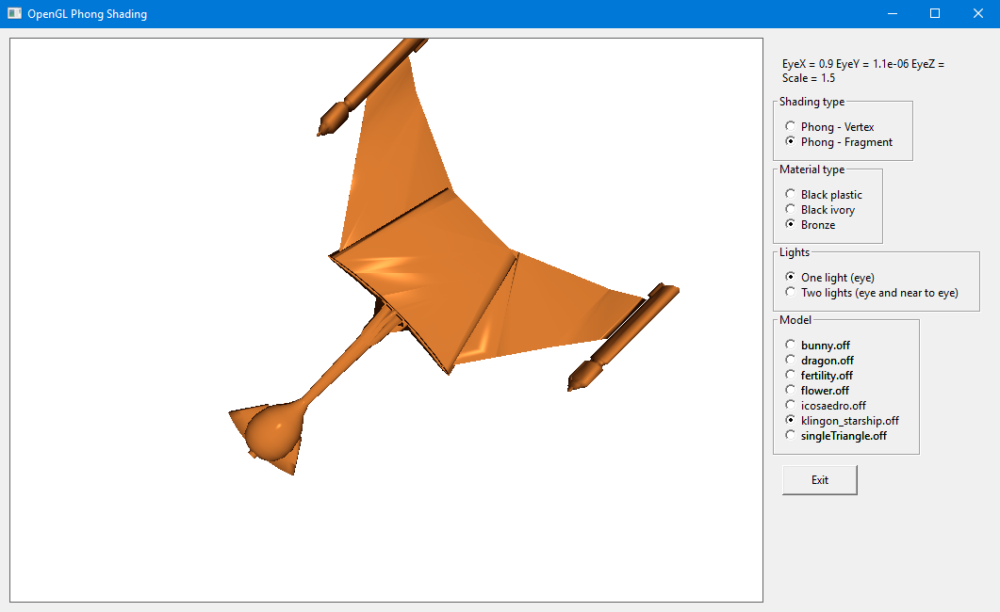 OpenGL Phong Shading
EyeX = 0.9 EyeY = 1.1e-06 EyeZ =
Scale = 1.5
Shading type
Phong - Vertex
Phong - Fragment
Material type
Black plastic
Black ivory
Bronze
Lights
One light (eye)
Two lights (eye and near to eye)
Model
bunny.off
dragon.off
fertility.off
flower.off
icosaedro.off
klingon_starship.off
singleTriangle.off
Exit